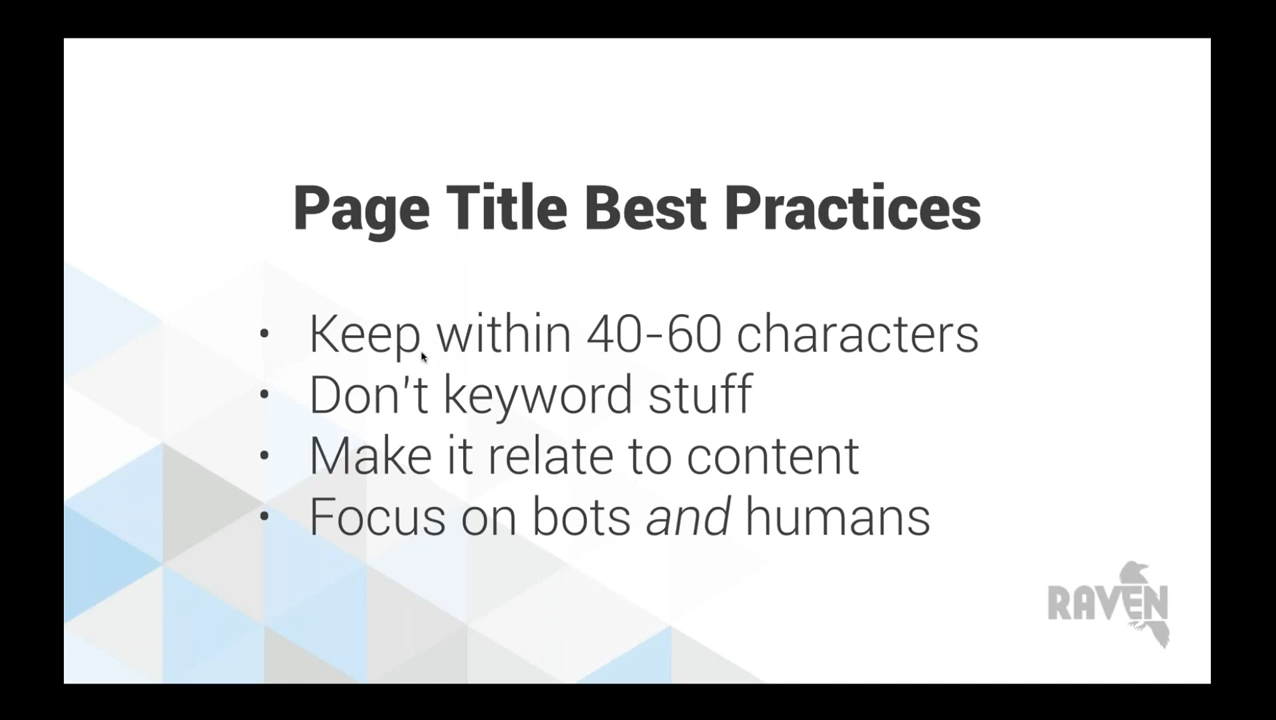 Page Title Best Practices
• Keep within 40-60 characters
• Don't keyword stuff
• Make it relate to content
• Focus on bots and humans
RAVEN